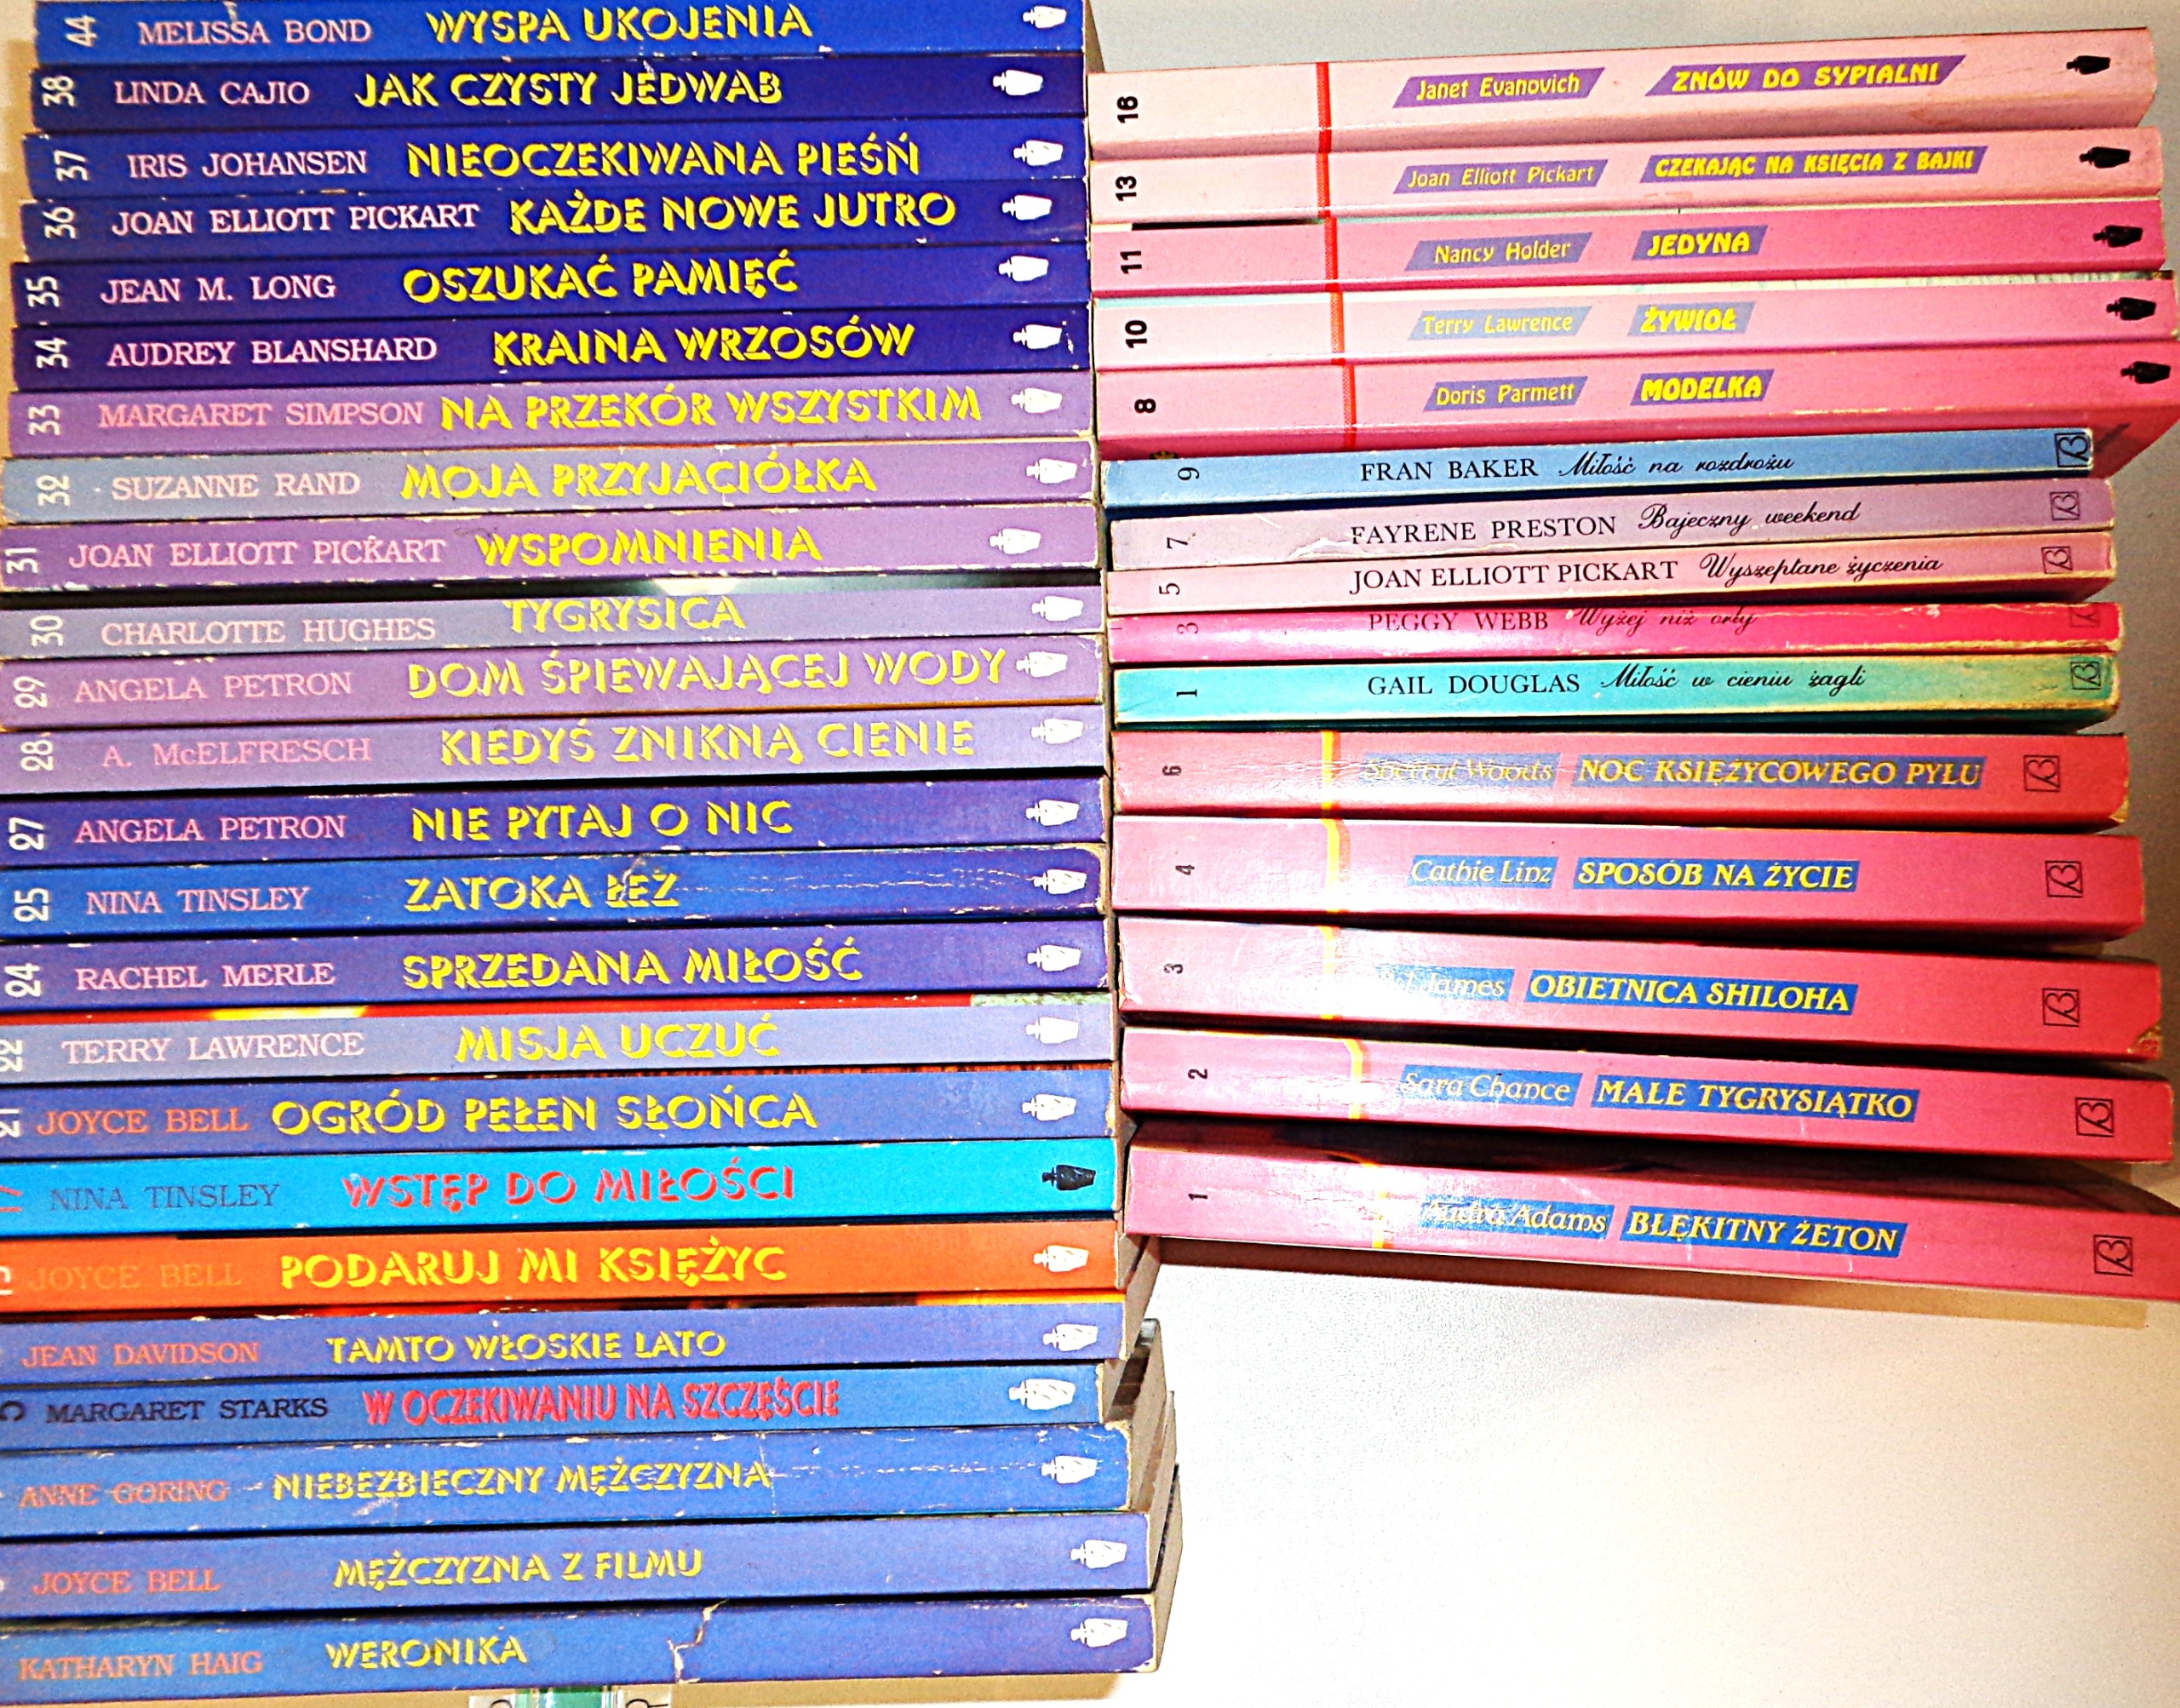 44 MELISSA BOND WYSPA UKOJENIA
38 LINDA CAJIO JAK CZYSTY JEDWAB
37 IRIS JOHANSEN NIEOCZEKIWANA PIEŚŃ
36 JOAN ELLIOTT PICKART KAŻDE NOWE JUTRO
35 JEAN M. LONG OSZUKAĆ PAMIĘĆ
34 AUDREY BLANSHARD KRAINA WRZOSÓW
33 MARGARET SIMPSON NA PRZEKÓR WSZYSTKIM
32 SUZANNE RAND MOJA PRZYJACIÓŁKA
31 JOAN ELLIOTT PICKART WSPOMNIENIA
30 CHARLOTTE HUGHES TYGRYSICA
29 ANGELA PETRON DOM ŚPIEWAJĄCEJ WODY
28 A. McELFRESCH KIEDYŚ ZNIKNĄ CIENIE
27 ANGELA PETRON NIE PYTAJ O NIC
25 NINA TINSLEY ZATOKA ŁEZ
24 RACHEL MERLE SPRZEDANA MIŁOŚĆ
22 TERRY LAWRENCE MISJA UCZUĆ
21 JOYCE BELL OGRÓD PEŁEN SŁOŃCA
NINA TINSLEY WSTĘP DO MIŁOŚCI
JOYCE BELL PODARUJ MI KSIĘŻYC
JEAN DAVIDSON TAMTO WŁOSKIE LATO
MARGARET STARKS W OCZEKIWANIU NA SZCZĘŚCIE
ANNE GORING NIEBEZBIECZNY MĘŻCZYZNA
JOYCE BELL MĘŻCZYZNA Z FILMU
KATHARYN HAIG WERONIKA
16 Janet Evanovich ZNÓW DO SYPIALNI
13 Joan Elliott Pickart CZEKAJĄC NA KSIĘCIA Z BAJKI
11 Nancy Holder JEDYNA
10 Terry Lawrence ŻYWIOŁ
8 Doris Parmett MODELKA
9 FRAN BAKER Miłość na rozdrożu
7 FAYRENE PRESTON Bajeczny weekend
5 JOAN ELLIOTT PICKART Wyszeptane życzenia
3 PEGGY WEBB Wyżej niż orły
1 GAIL DOUGLAS Miłość w cieniu żagli
6 Sherryl Woods NOC KSIĘŻYCOWEGO PYŁU
4 Cathie Linz SPOSÓB NA ŻYCIE
3 James OBIETNICA SHILOHA
2 Sara Chance MAŁE TYGRYSIĄTKO
1 Audra Adams BŁĘKITNY ŻETON